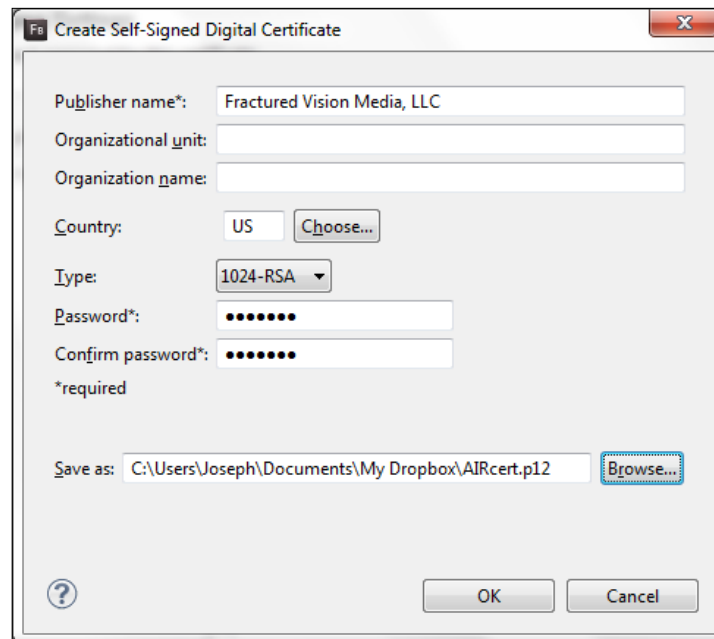 FB Create Self-Signed Digital Certificate
Publisher name*: Fractured Vision Media, LLC
Organizational unit:
Organization name:
Country: US Choose...
Type: 1024-RSA
Password*: ●●●●●●●
Confirm password*: ●●●●●●●
*required
Save as: C:\Users\Joseph\Documents\My Dropbox\AIRcert.p12 Browse...
? OK Cancel